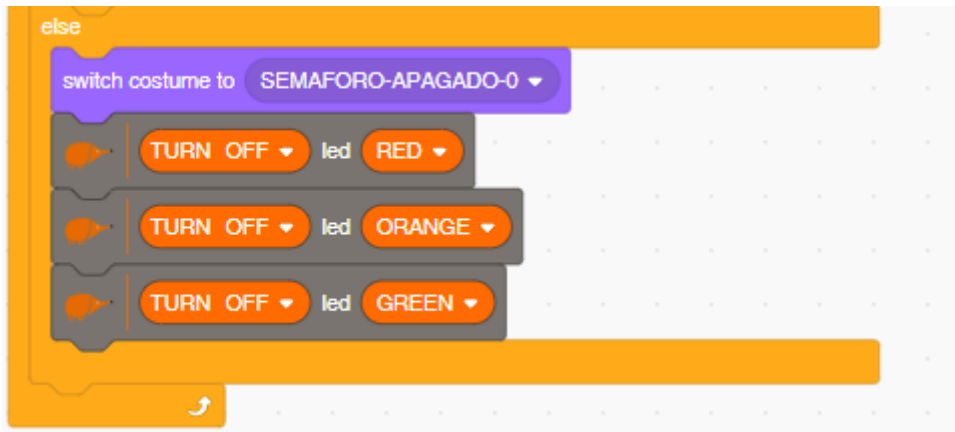 else
switch costume to SEMAFORO-APAGADO-0
TURN OFF led RED
TURN OFF led ORANGE
TURN OFF led GREEN